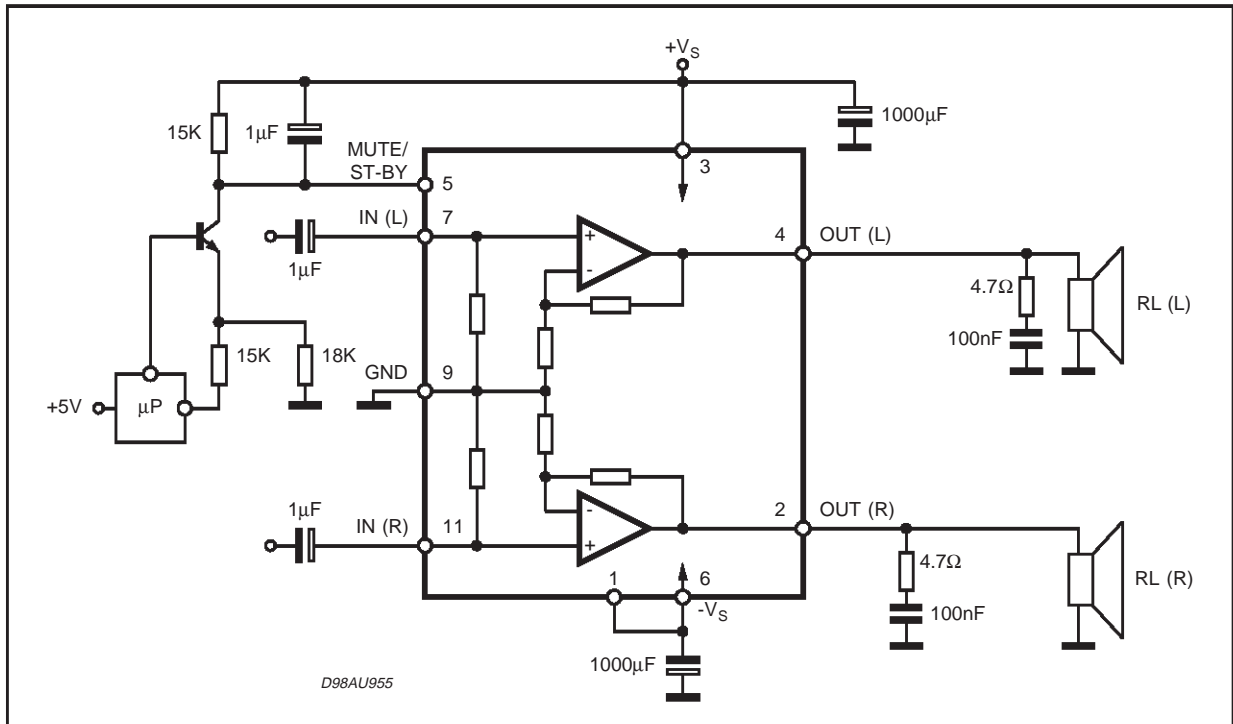 +VS
1000µF
15K
1µF
MUTE/
ST-BY
3
5
IN (L)
7
4
OUT (L)
+
-
1µF
4.7Ω
RL (L)
100nF
15K
18K
GND
9
+5V
µP
1µF
IN (R)
11
-
+
2
OUT (R)
4.7Ω
RL (R)
100nF
1
6
-VS
1000µF
D98AU955